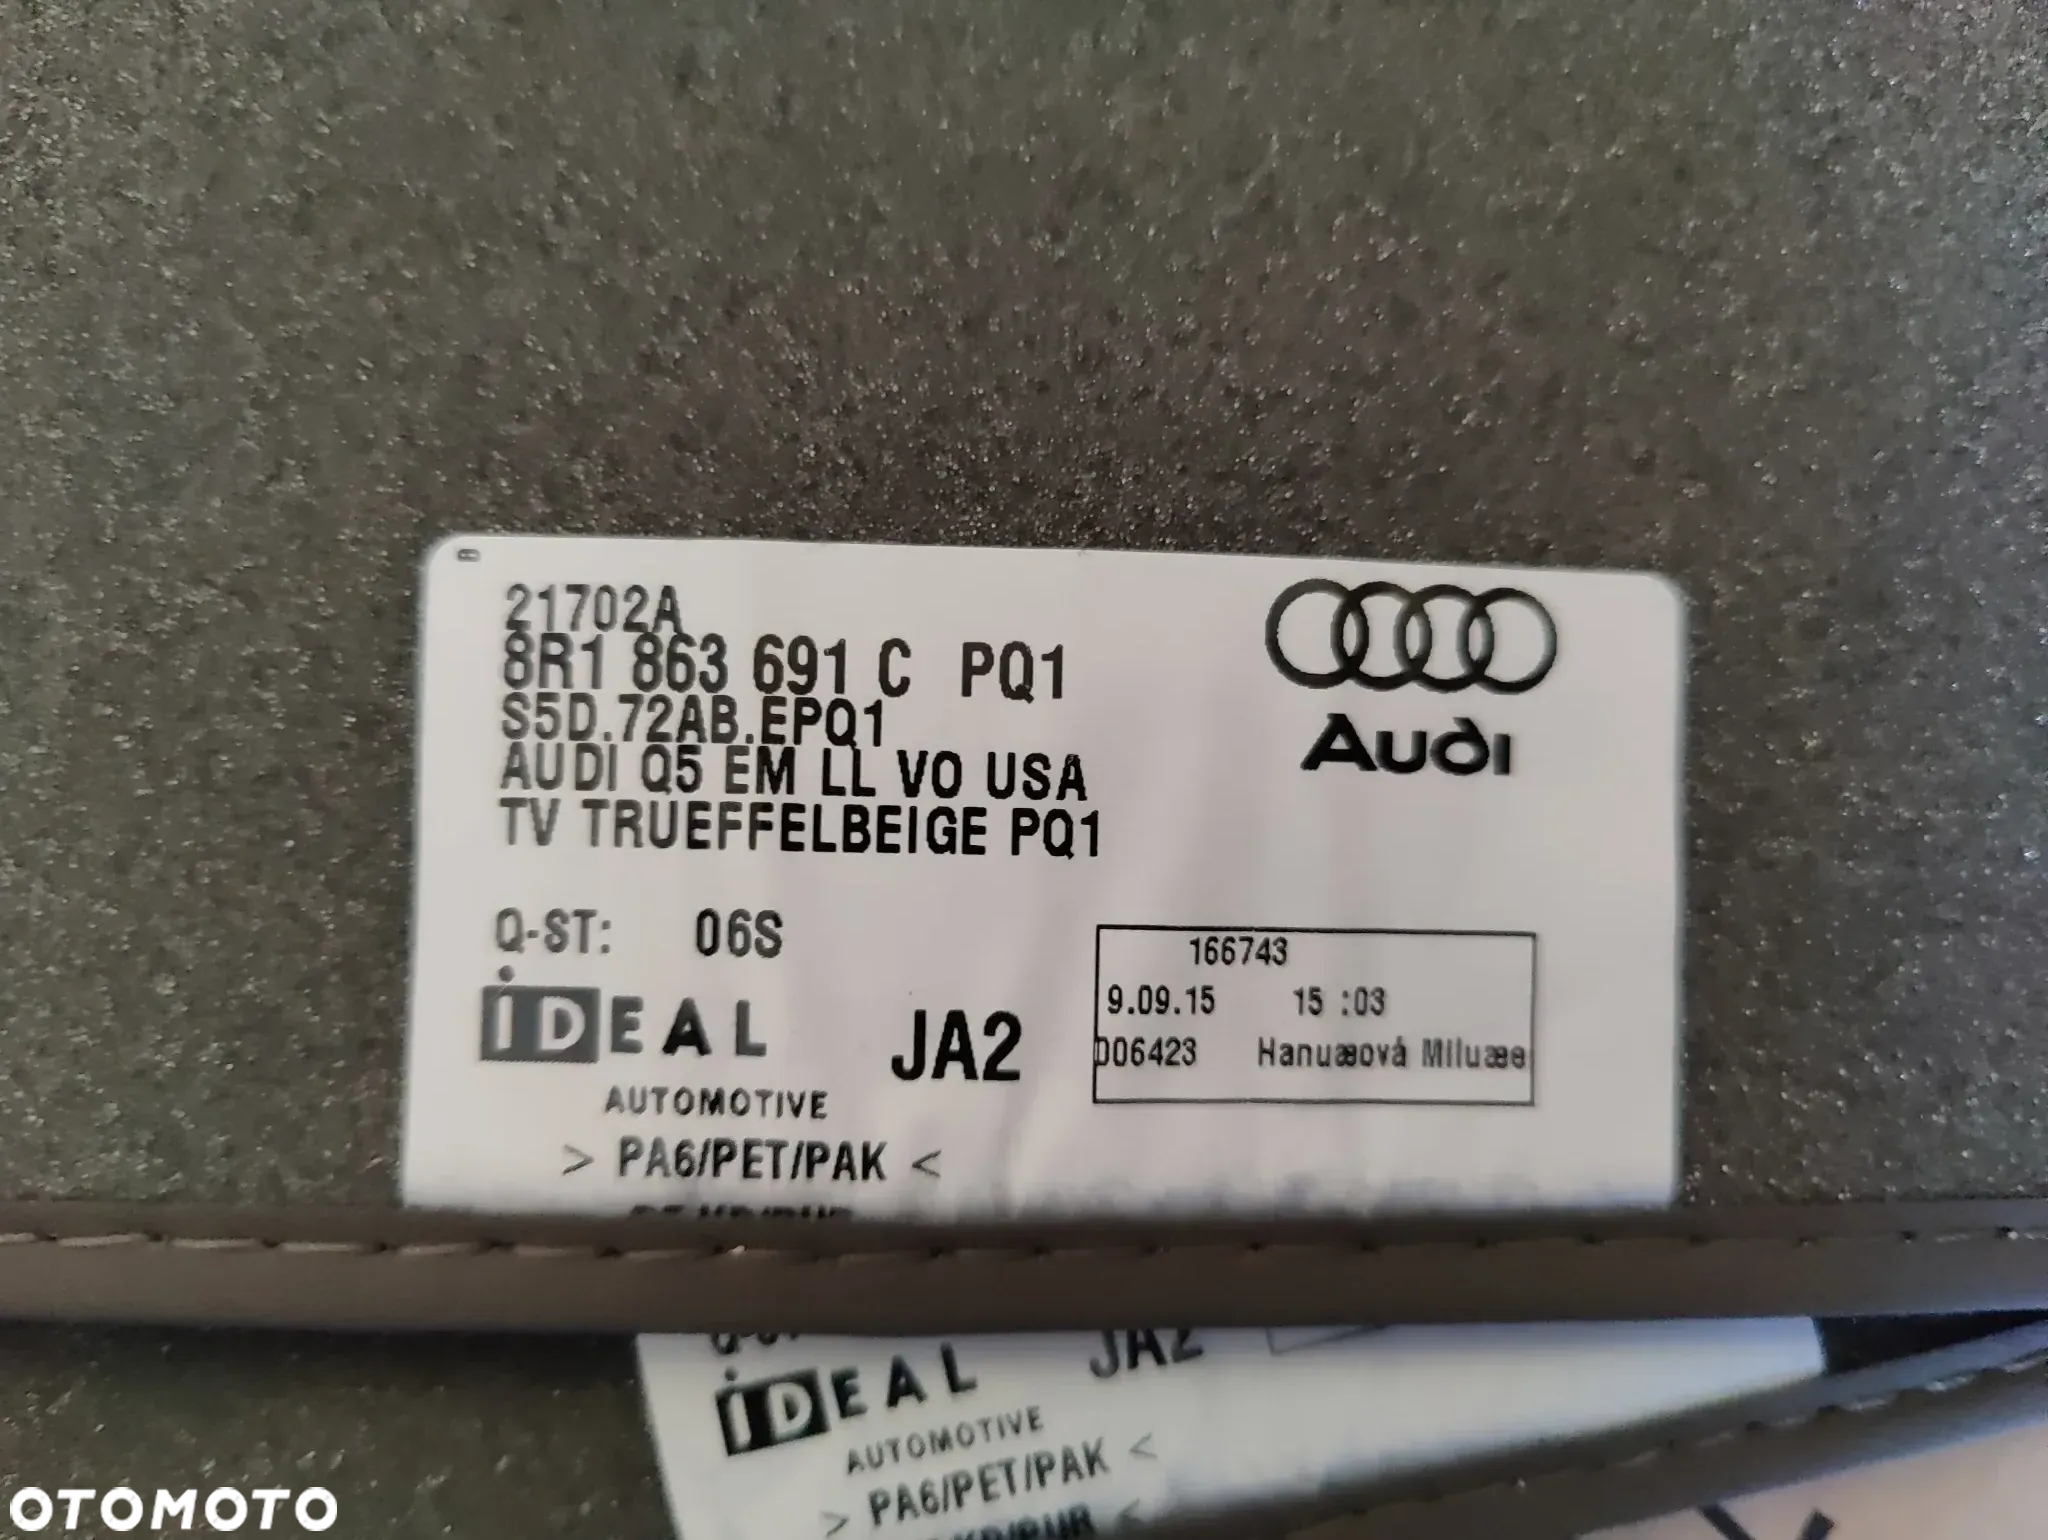 21702A
8R1 863 691 C PQ1
S5D.72AB.EPQ1
AUDI Q5 EM LL VO USA
TV TRUEFFELBEIGE PQ1
Audi
Q-ST: 06S
iDEAL
AUTOMOTIVE
JA2
166743
9.09.15 15 :03
D06423 Hanuæová Miluæe
> PA6/PET/PAK <
JA2
iDEAL
AUTOMOTIVE
> PA6/PET/PAK <
OTOMOTO